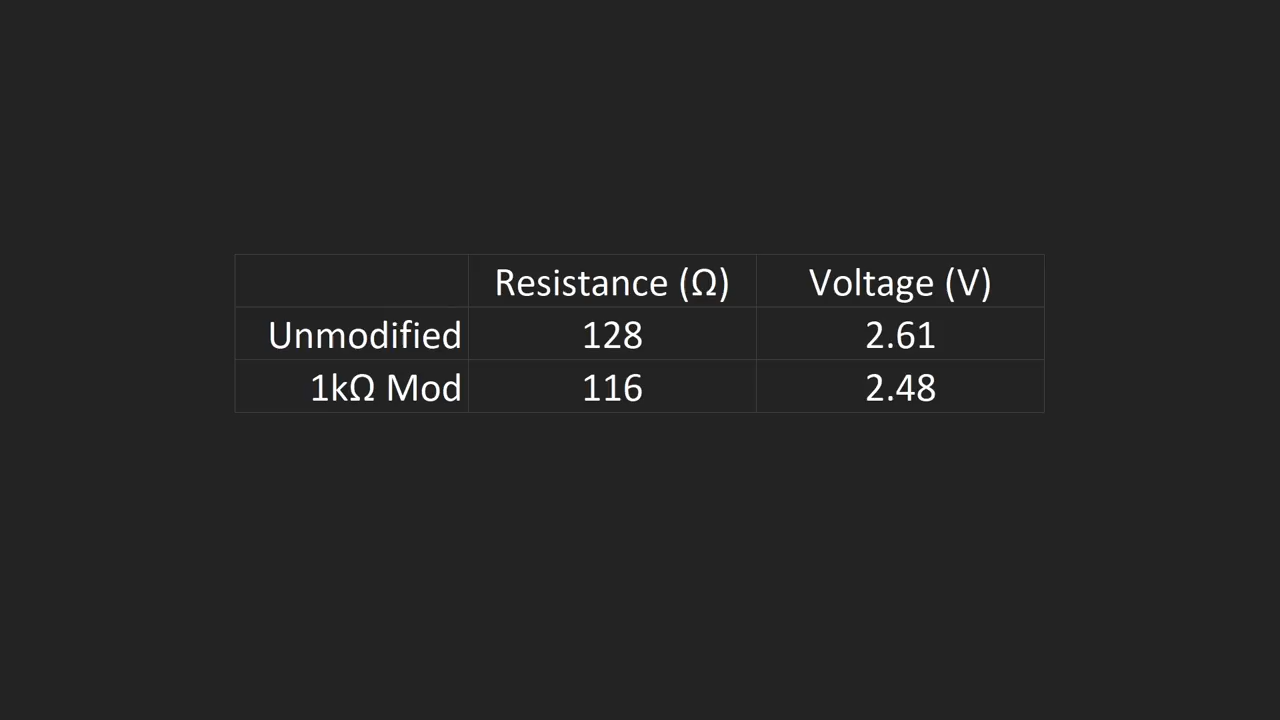 Resistance (Ω) Voltage (V)
Unmodified 128 2.61
1kΩ Mod 116 2.48